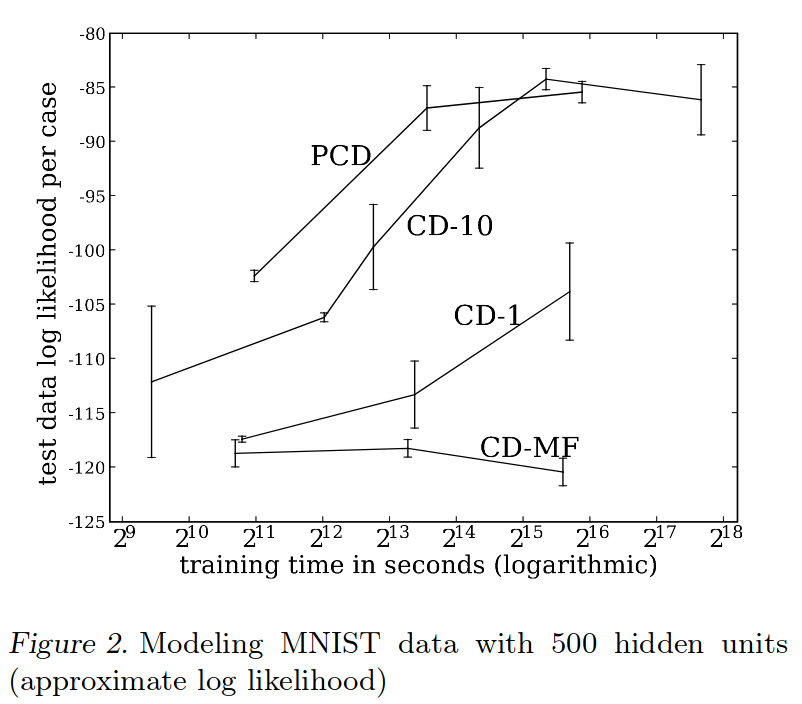 -80
-85
-90
-95
-100
-105
-110
-115
-120
-125
test data log likelihood per case
PCD
CD-10
CD-1
CD-MF
2^9 2^10 2^11 2^12 2^13 2^14 2^15 2^16 2^17 2^18
training time in seconds (logarithmic)
Figure 2. Modeling MNIST data with 500 hidden units
(approximate log likelihood)